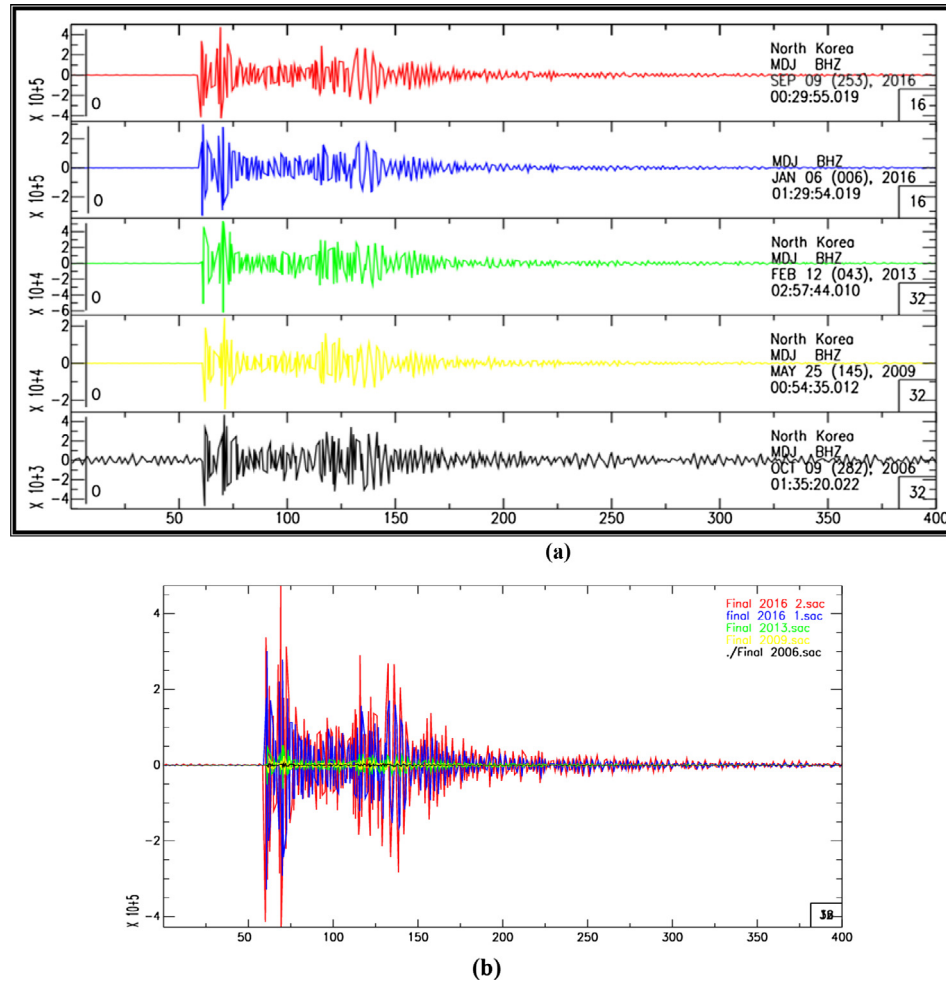 4
2
0
-2
-4
X 10+5
0
North Korea
MDJ BHZ
SEP 09 (253), 2016
00:29:55.019
16
2
0
-2
X 10+5
0
MDJ BHZ
JAN 06 (006), 2016
01:29:54.019
16
4
2
0
-2
-4
-6
X 10+4
0
North Korea
MDJ BHZ
FEB 12 (043), 2013
02:57:44.010
32
2
0
-2
X 10+4
0
North Korea
MDJ BHZ
MAY 25 (145), 2009
00:54:35.012
32
4
2
0
-2
-4
X 10+3
0
North Korea
MDJ BHZ
OCT 09 (282), 2006
01:35:20.022
32
50 100 150 200 250 300 350 400
(a)
4
2
0
-2
-4
X 10+5
Final 2016 2.sac
final 2016 1.sac
Final 2013.sac
Final 2009.sac
./Final 2006.sac
50 100 150 200 250 300 350 400
(b)